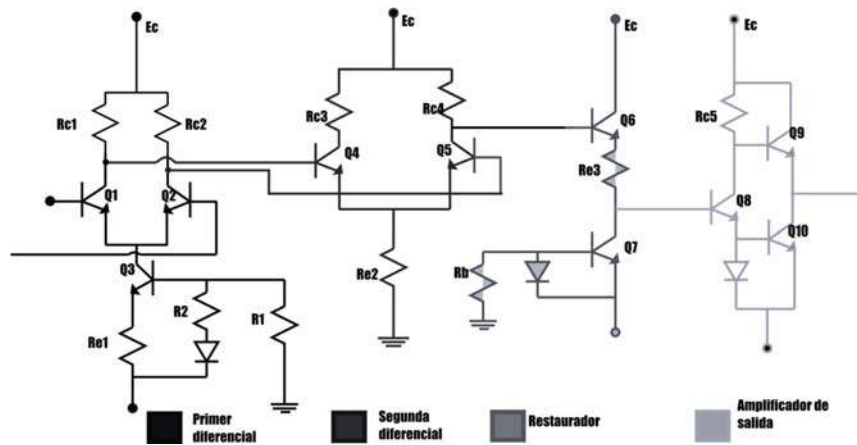 Ec
Ec
Ec
Ec
Rc1
Rc2
Rc3
Rc4
Rc5
Q1
Q2
Q4
Q5
Q6
Q9
Re3
Q8
Q3
R2
R1
Re1
Re2
Rb
Q7
Q10
Primer
diferencial
Segunda
diferencial
Restaurador
Amplificador de
salida